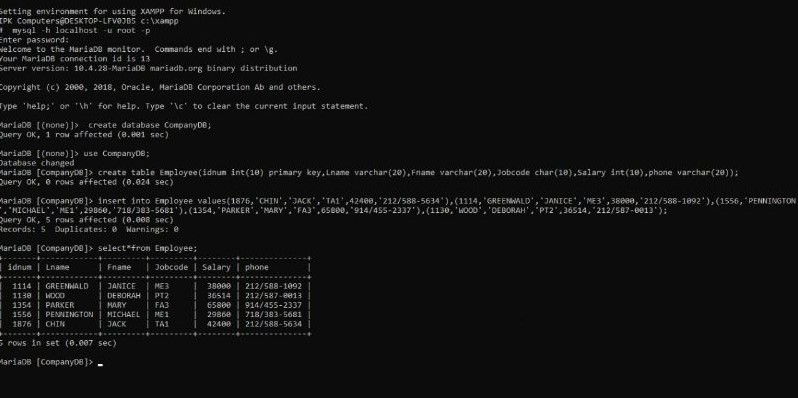 Setting environment for using XAMPP for Windows.
IPK Computers@DESKTOP-LFV0JB5 c:\xampp
# mysql -h localhost -u root -p
Enter password:
Welcome to the MariaDB monitor.  Commands end with ; or \g.
Your MariaDB connection id is 13
Server version: 10.4.28-MariaDB mariadb.org binary distribution
Copyright (c) 2000, 2018, Oracle, MariaDB Corporation Ab and others.
Type 'help;' or '\h' for help. Type '\c' to clear the current input statement.
MariaDB [(none)]>  create database CompanyDB;
Query OK, 1 row affected (0.001 sec)
MariaDB [(none)]> use CompanyDB;
Database changed
MariaDB [CompanyDB]> create table Employee(idnum int(10) primary key,Lname varchar(20),Fname varchar(20),Jobcode char(10),Salary int(10),phone varchar(20));
Query OK, 0 rows affected (0.024 sec)
MariaDB [CompanyDB]> insert into Employee values(1876,'CHIN','JACK','TA1',42400,'212/588-5634'),(1114,'GREENWALD','JANICE','ME3',38000,'212/588-1092'),(1556,'PENNINGTON
','MICHAEL','ME1',29860,'718/383-5681'),(1354,'PARKER','MARY','FA3',65800,'914/455-2337'),(1130,'WOOD','DEBORAH','PT2',36514,'212/587-0013');
Query OK, 5 rows affected (0.008 sec)
Records: 5  Duplicates: 0  Warnings: 0
MariaDB [CompanyDB]> select*from Employee;
| idnum | Lname | Fname | Jobcode | Salary | phone |
| 1114 | GREENWALD | JANICE | ME3 | 38000 | 212/588-1092 |
| 1130 | WOOD | DEBORAH | PT2 | 36514 | 212/587-0013 |
| 1354 | PARKER | MARY | FA3 | 65800 | 914/455-2337 |
| 1556 | PENNINGTON | MICHAEL | ME1 | 29860 | 718/383-5681 |
| 1876 | CHIN | JACK | TA1 | 42400 | 212/588-5634 |
5 rows in set (0.007 sec)
MariaDB [CompanyDB]> _